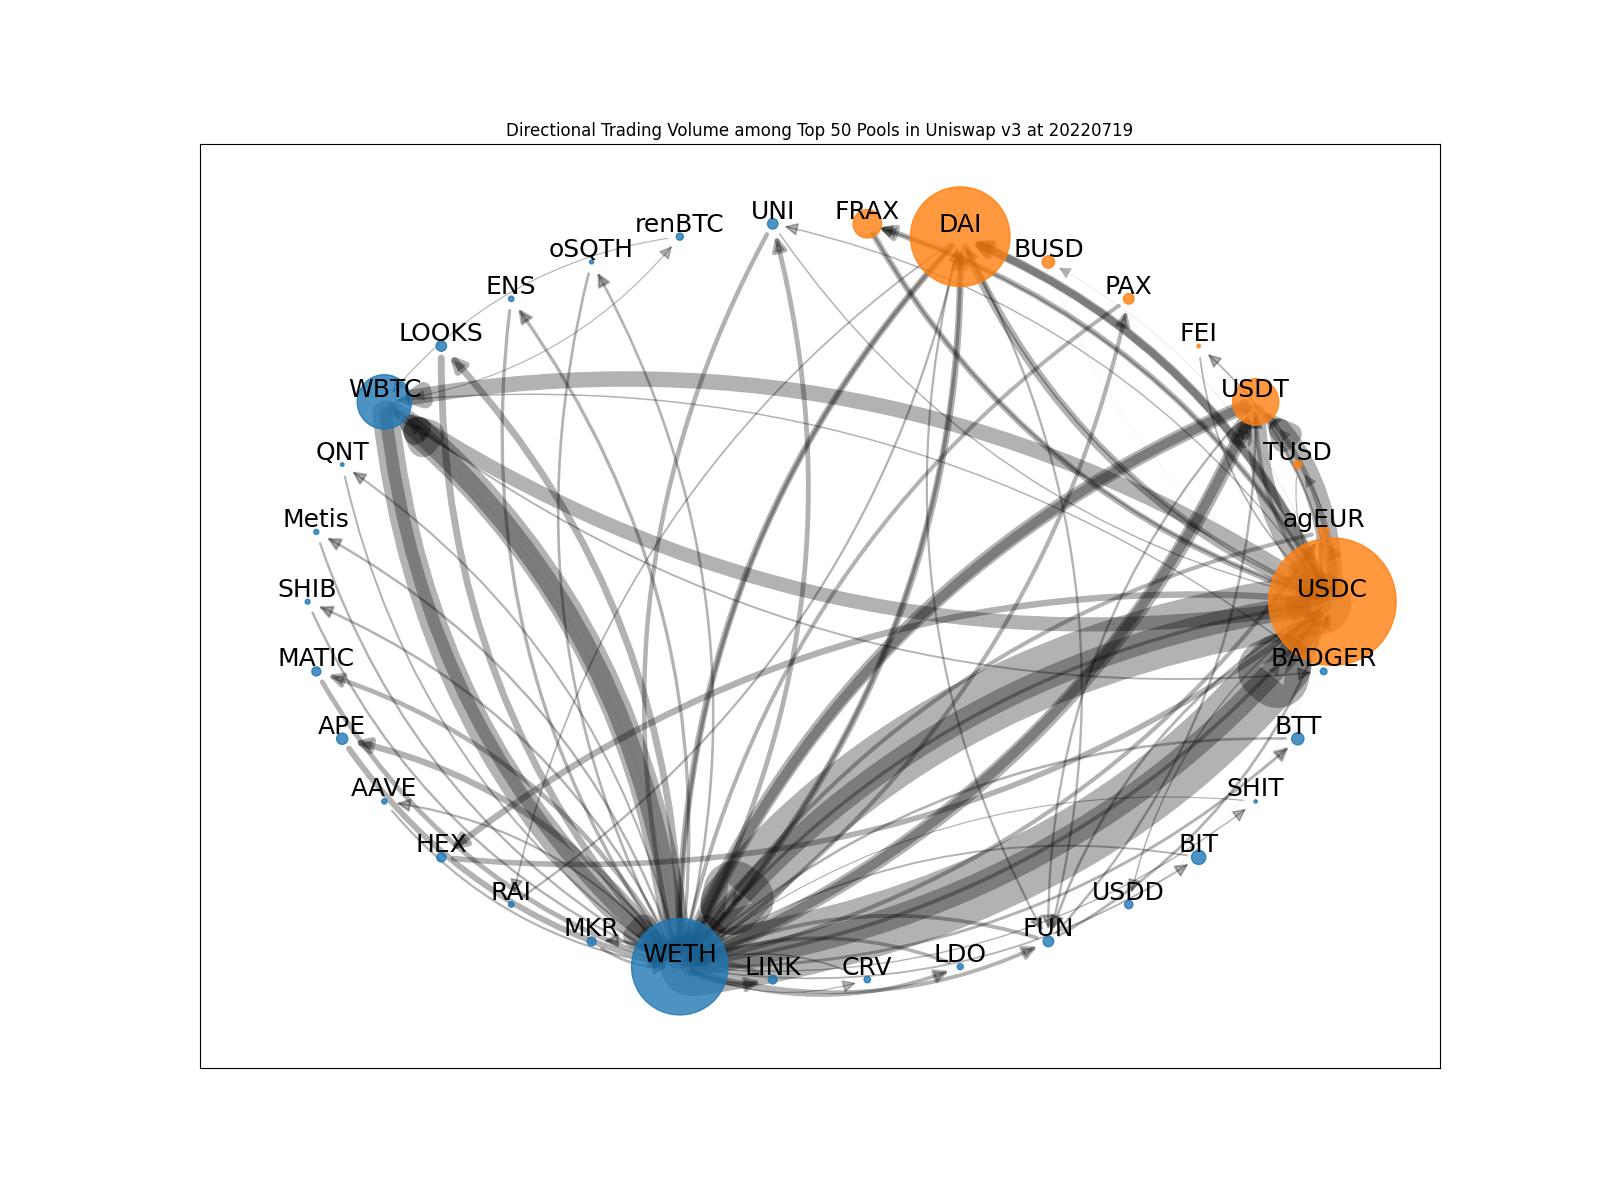 Directional Trading Volume among Top 50 Pools in Uniswap v3 at 20220719
UNI
FRAX
DAI
renBTC
oSQTH
BUSD
ENS
PAX
LOOKS
FEI
WBTC
USDT
QNT
TUSD
Metis
agEUR
SHIB
USDC
MATIC
BADGER
APE
BTT
AAVE
SHIT
HEX
BIT
RAI
USDD
MKR
FUN
WETH
LDO
LINK
CRV